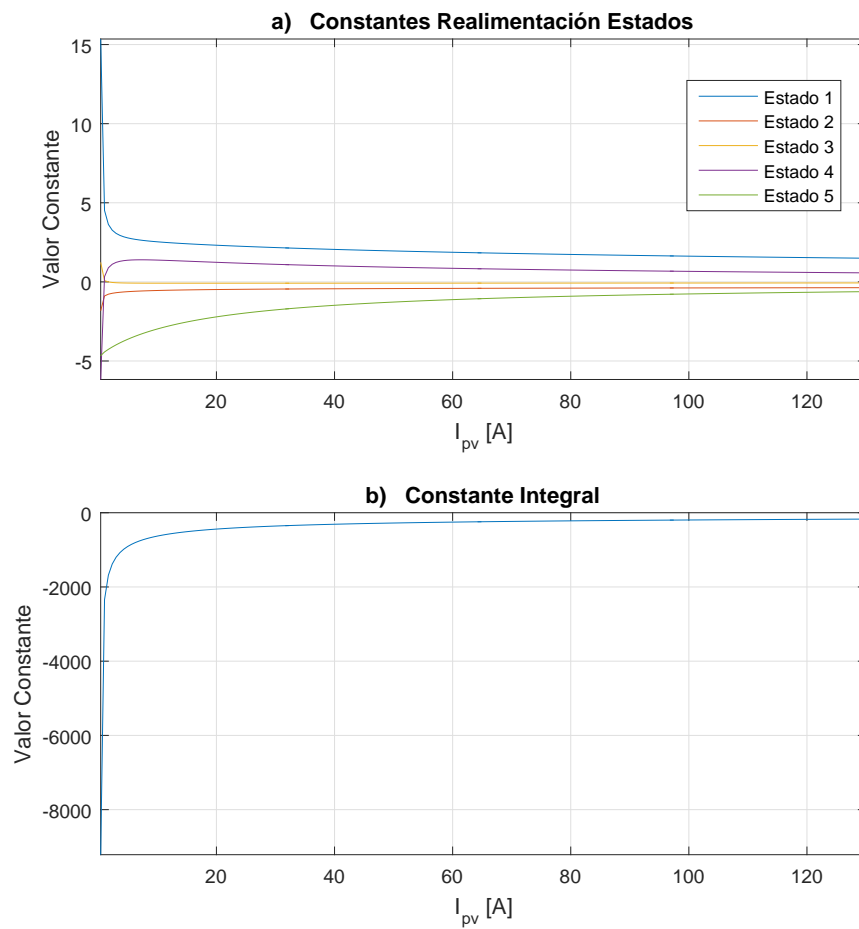 a) Constantes Realimentación Estados
15
10
5
0
-5
Valor Constante
Estado 1
Estado 2
Estado 3
Estado 4
Estado 5
20 40 60 80 100 120
I_pv [A]
b) Constante Integral
0
-2000
-4000
-6000
-8000
Valor Constante
20 40 60 80 100 120
I_pv [A]